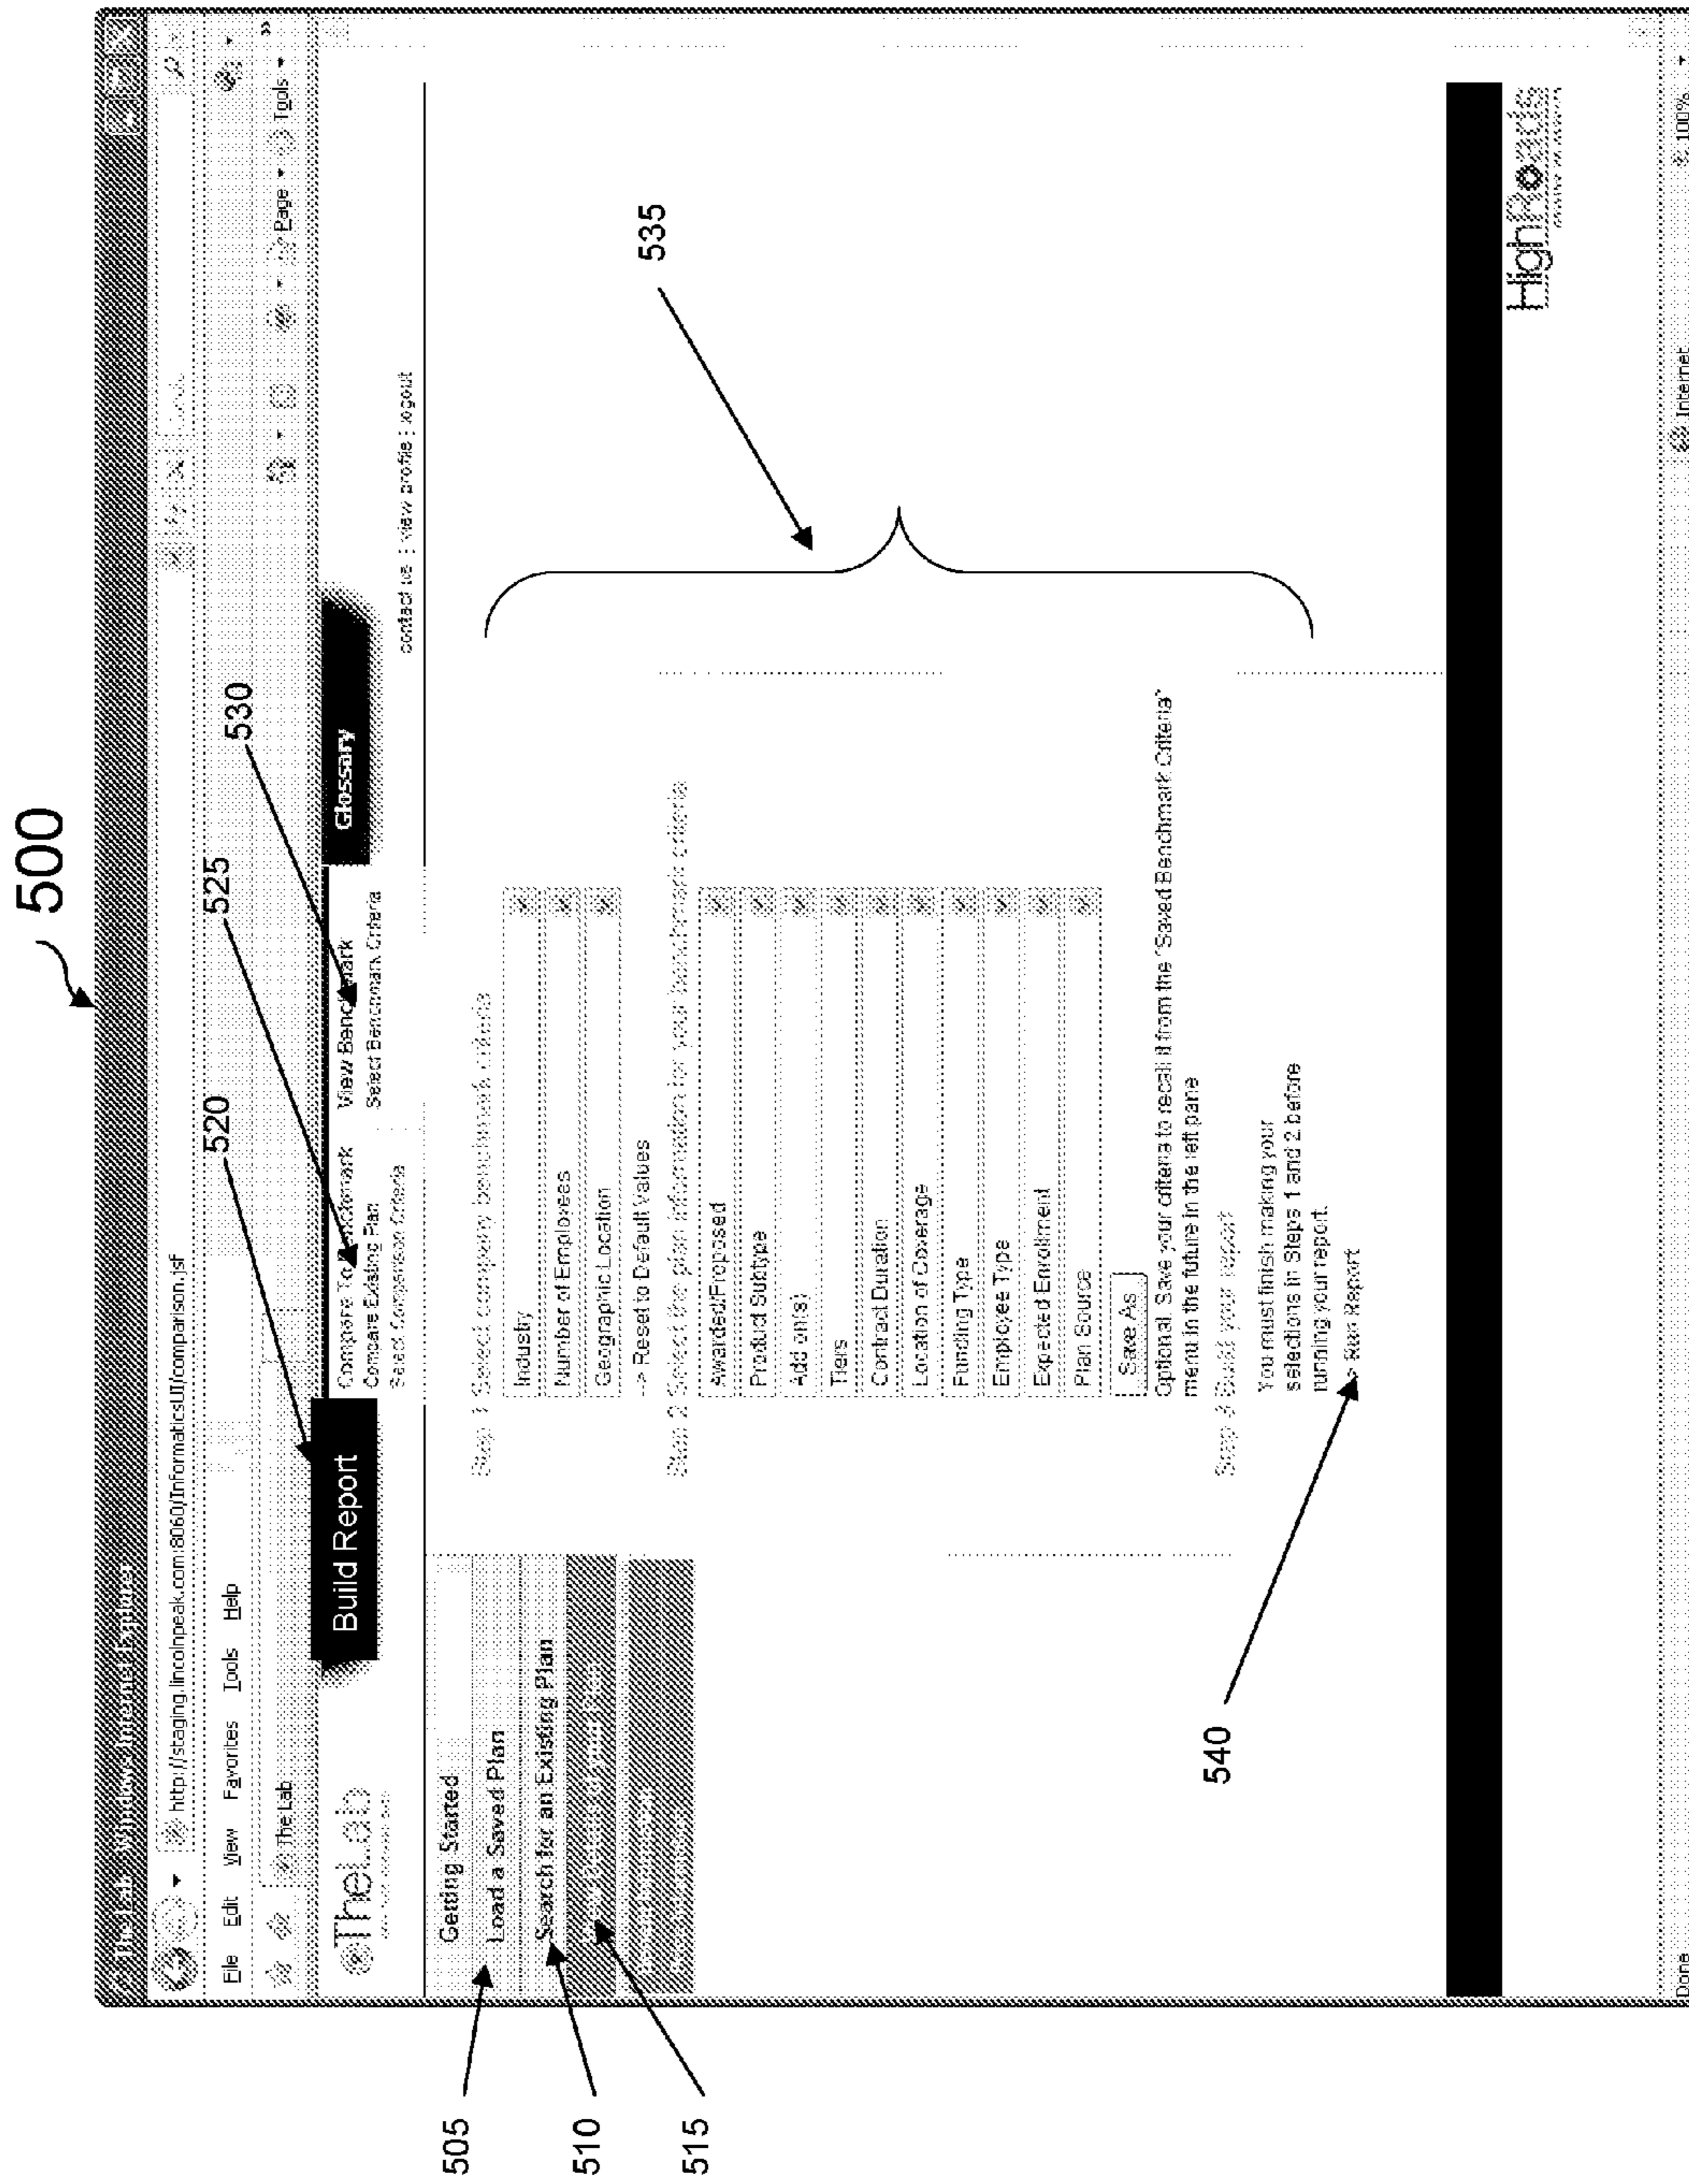 500
The Lab - Windows Internet Explorer
http://staging.lincolnpeak.com:8060/InformaticsUI/comparison.jsf
File Edit View Favorites Tools Help
The Lab
Page Tools
520
525
530
TheLab
Build Report
Compare To Benchmark
Compare Existing Plan
Select Comparison Criteria
View Benchmark
Select Benchmark Criteria
Glossary
contact us : view profile : logout
505
510
515
Getting Started
Load a Saved Plan
Search for an Existing Plan
Step 1: Select company benchmark criteria
Industry
Number of Employees
Geographic Location
--> Reset to Default Values
Step 2: Select the plan information for your benchmark criteria
Awarded/Proposed
Product Subtype
Add on(s)
Tiers
Contract Duration
Location of Coverage
Funding Type
Employee Type
Expected Enrollment
Plan Source
Save As
Optional. Save your criteria to recall it from the "Saved Benchmark Criteria"
menu in the future in the left pane
Step 3: Build your report
You must finish making your
selections in Steps 1 and 2 before
running your report.
> Run Report
535
540
HighRoads
Done
Internet
100%